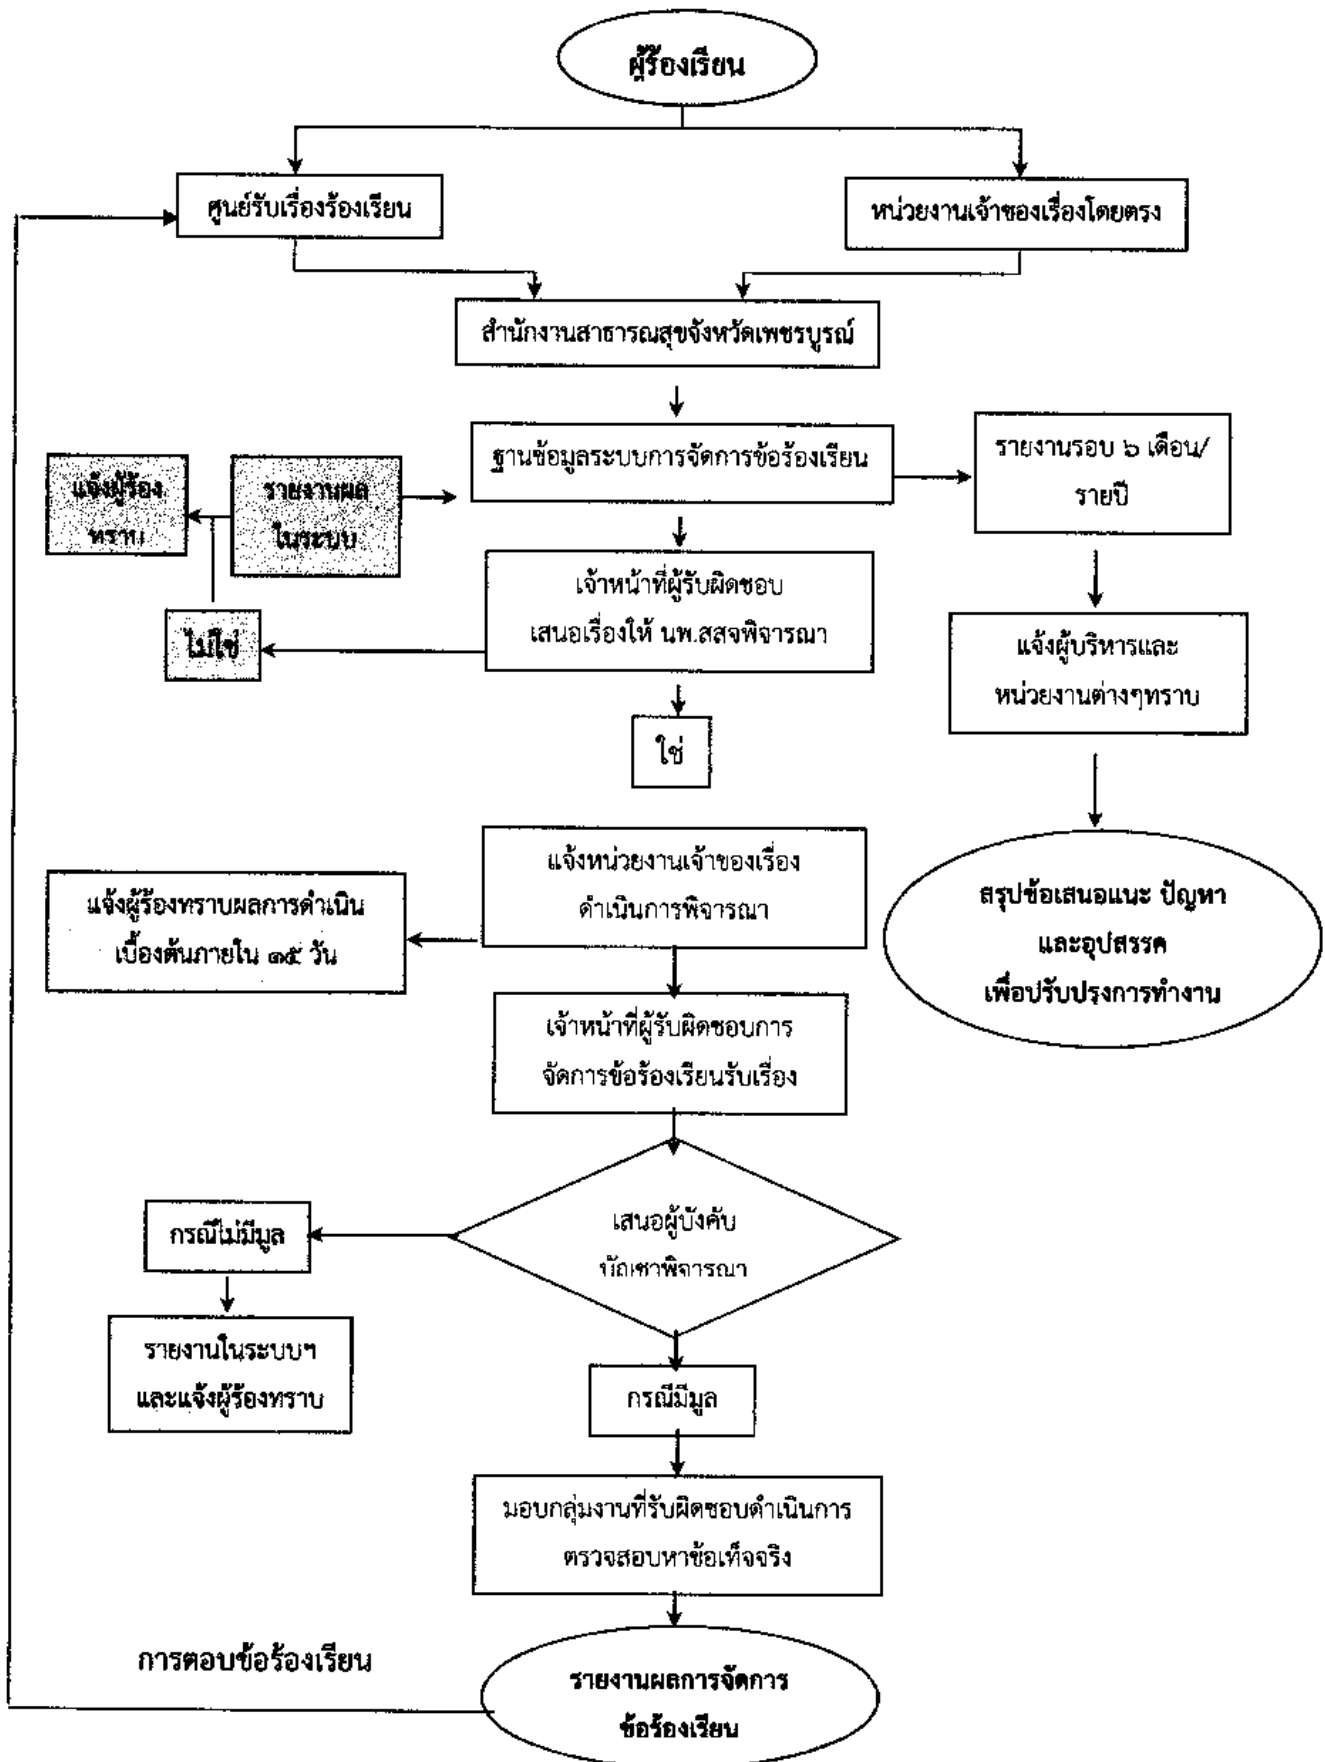 ผู้ร้องเรียน
ศูนย์รับเรื่องร้องเรียน
หน่วยงานเจ้าของเรื่องโดยตรง
สำนักงานสาธารณสุขจังหวัดเพชรบูรณ์
ฐานข้อมูลระบบการจัดการข้อร้องเรียน
รายงานรอบ ๖ เดือน/
รายปี
แจ้งผู้ร้อง
ทราบ
รายงานผล
ในระบบ
เจ้าหน้าที่ผู้รับผิดชอบ
เสนอเรื่องให้ นพ.สสจพิจารณา
ไม่ใช่
แจ้งผู้บริหารและ
หน่วยงานต่างๆทราบ
ใช่
แจ้งหน่วยงานเจ้าของเรื่อง
ดำเนินการพิจารณา
แจ้งผู้ร้องทราบผลการดำเนิน
เบื้องต้นภายใน ๑๕ วัน
สรุปข้อเสนอแนะ ปัญหา
และอุปสรรค
เพื่อปรับปรุงการทำงาน
เจ้าหน้าที่ผู้รับผิดชอบการ
จัดการข้อร้องเรียนรับเรื่อง
เสนอผู้บังคับ
บัญชาพิจารณา
กรณีไม่มีมูล
รายงานในระบบฯ
และแจ้งผู้ร้องทราบ
กรณีมีมูล
มอบกลุ่มงานที่รับผิดชอบดำเนินการ
ตรวจสอบหาข้อเท็จจริง
การตอบข้อร้องเรียน
รายงานผลการจัดการ
ข้อร้องเรียน